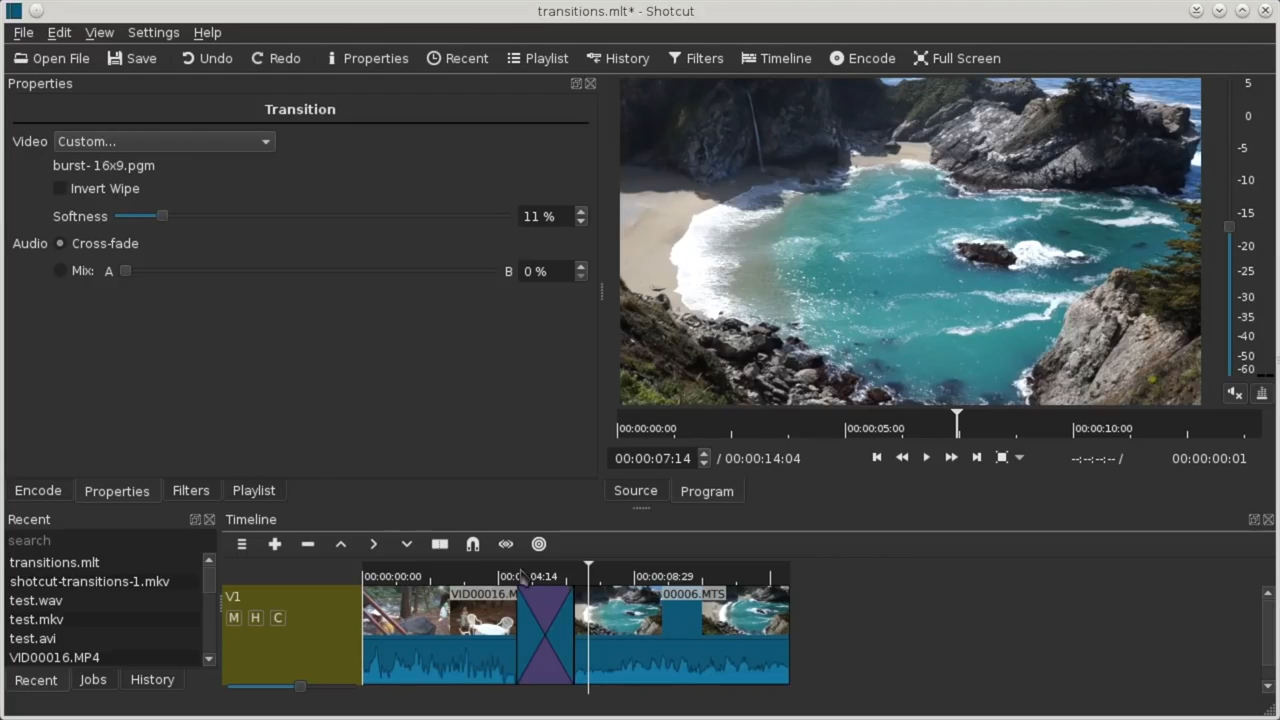 transitions.mlt* - Shotcut
File Edit View Settings Help
Open File Save Undo Redo Properties Recent Playlist History Filters Timeline Encode Full Screen
Properties
Transition
Video Custom...
burst- 16x9.pgm
Invert Wipe
Softness 11 %
Audio Cross-fade
Mix: A B 0 %
5
0
-5
-10
-15
-20
-25
-30
-35
-40
-50
-60
00:00:00:00 00:00:05:00 00:00:10:00
00:00:07:14 / 00:00:14:04 --:--:--:-- / 00:00:00:01
Encode Properties Filters Playlist
Source Program
Recent
search
transitions.mlt
shotcut-transitions-1.mkv
test.wav
test.mkv
test.avi
VID00016.MP4
Recent Jobs History
Timeline
00:00:00:00 00:0 04:14 00:00:08:29
V1 VID00016.M 00006.MTS
M H C